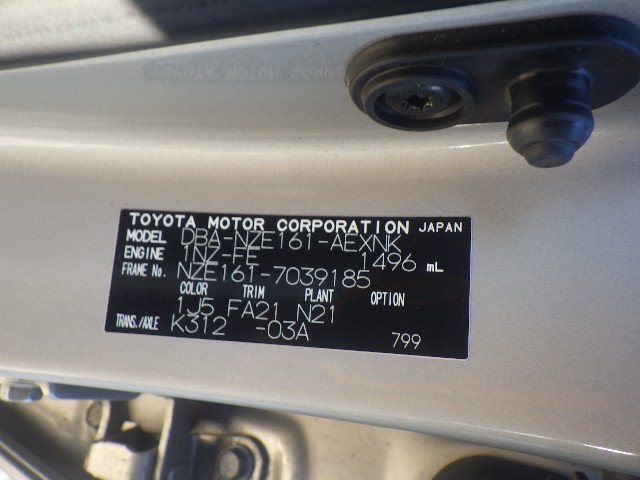 TOYOTA MOTOR CORPORATION JAPAN
MODEL DBA-NZE161-AEXNK
ENGINE 1NZ-FE 1496 mL
FRAME No. NZE161-7039185
COLOR TRIM PLANT OPTION
1J5 FA21 N21
TRANS./AXLE K312 -03A
799